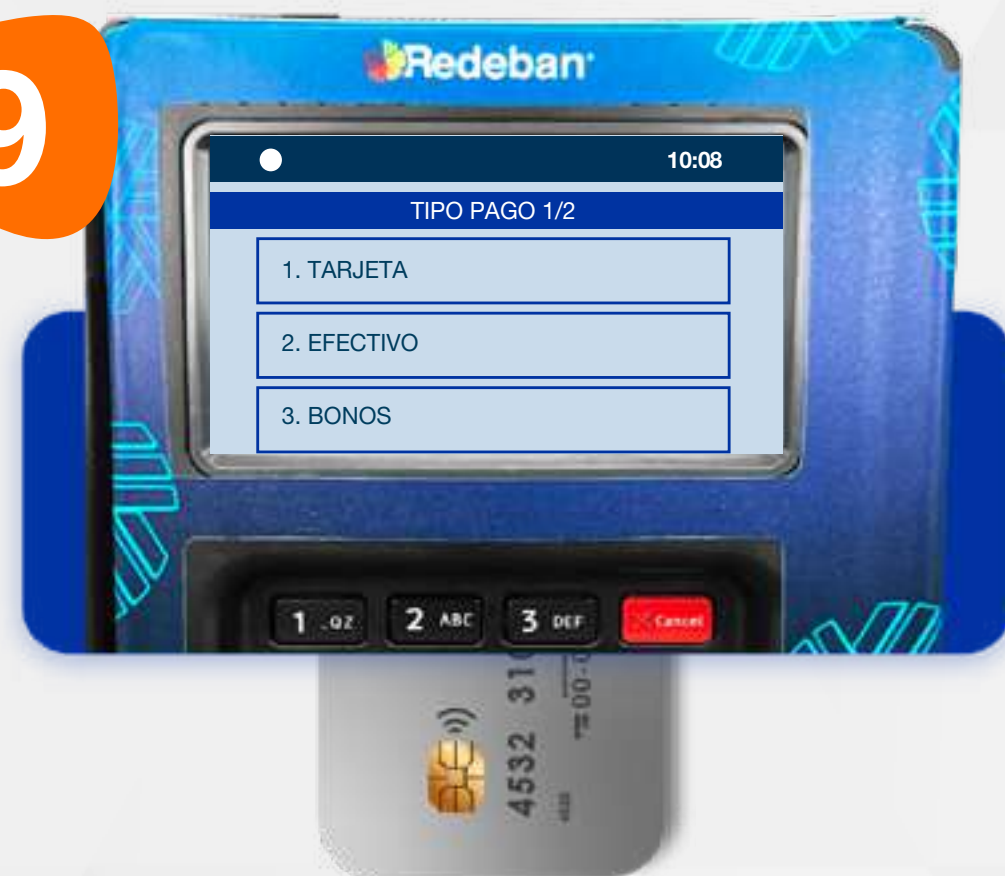 9
Redeban
10:08
TIPO PAGO 1/2
1. TARJETA
2. EFECTIVO
3. BONOS
1 .QZ 2 ABC 3 DEF Cancel
4532 310